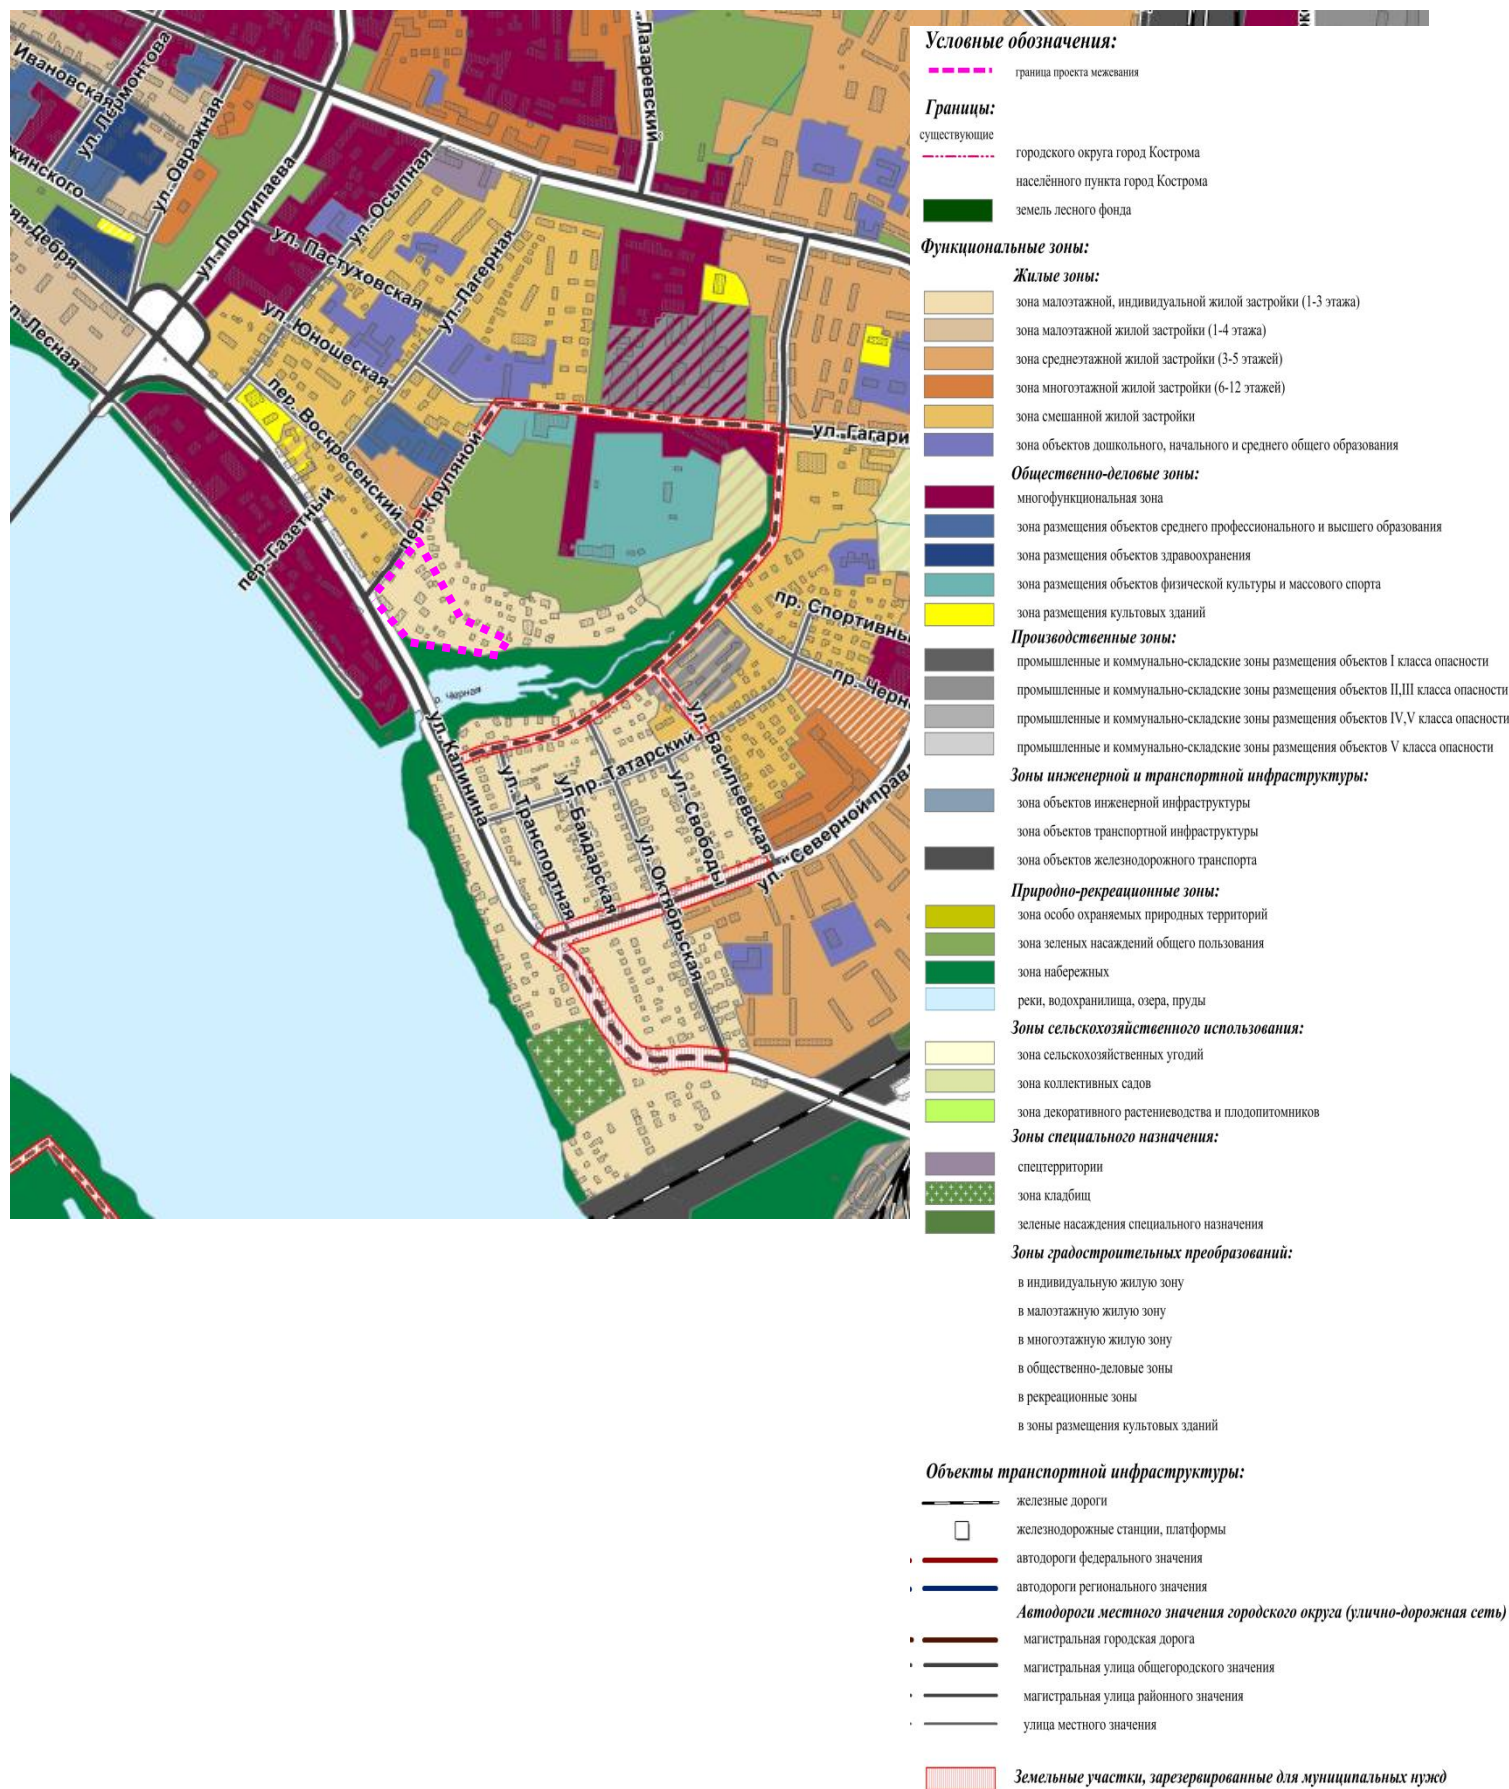 Ивановская
ул. Лермонтова
ул. Овражная
ул. Подлипаева
ул. Осыпная
ул. Пастуховская
ул. Лагерная
ул. Юношеская
пер. Воскресенский
пер. Крупяной
пер. Газетный
ул. Лесная
Лазаревский
ул. Гагари
пр. Спортивны
пр. Черно
р. Черная
ул. Калинина
ул. Транспортная
ул. Байдарская
пр. Татарский
ул. Октябрьская
ул. Свободы
ул. Васильевская
ул. "Северной прав
Условные обозначения:
граница проекта межевания
Границы:
существующие
городского округа город Кострома
населённого пункта город Кострома
земель лесного фонда
Функциональные зоны:
Жилые зоны:
зона малоэтажной, индивидуальной жилой застройки (1-3 этажа)
зона малоэтажной жилой застройки (1-4 этажа)
зона среднеэтажной жилой застройки (3-5 этажей)
зона многоэтажной жилой застройки (6-12 этажей)
зона смешанной жилой застройки
зона объектов дошкольного, начального и среднего общего образования
Общественно-деловые зоны:
многофункциональная зона
зона размещения объектов среднего профессионального и высшего образования
зона размещения объектов здравоохранения
зона размещения объектов физической культуры и массового спорта
зона размещения культовых зданий
Производственные зоны:
промышленные и коммунально-складские зоны размещения объектов I класса опасности
промышленные и коммунально-складские зоны размещения объектов II,III класса опасности
промышленные и коммунально-складские зоны размещения объектов IV,V класса опасности
промышленные и коммунально-складские зоны размещения объектов V класса опасности
Зоны инженерной и транспортной инфраструктуры:
зона объектов инженерной инфраструктуры
зона объектов транспортной инфраструктуры
зона объектов железнодорожного транспорта
Природно-рекреационные зоны:
зона особо охраняемых природных территорий
зона зеленых насаждений общего пользования
зона набережных
реки, водохранилища, озера, пруды
Зоны сельскохозяйственного использования:
зона сельскохозяйственных угодий
зона коллективных садов
зона декоративного растениеводства и плодопитомников
Зоны специального назначения:
спецтерритории
зона кладбищ
зеленые насаждения специального назначения
Зоны градостроительных преобразований:
в индивидуальную жилую зону
в малоэтажную жилую зону
в многоэтажную жилую зону
в общественно-деловые зоны
в рекреационные зоны
в зоны размещения культовых зданий
Объекты транспортной инфраструктуры:
железные дороги
железнодорожные станции, платформы
автодороги федерального значения
автодороги регионального значения
Автодороги местного значения городского округа (улично-дорожная сеть)
магистральная городская дорога
магистральная улица общегородского значения
магистральная улица районного значения
улица местного значения
Земельные участки, зарезервированные для муниципальных нужд